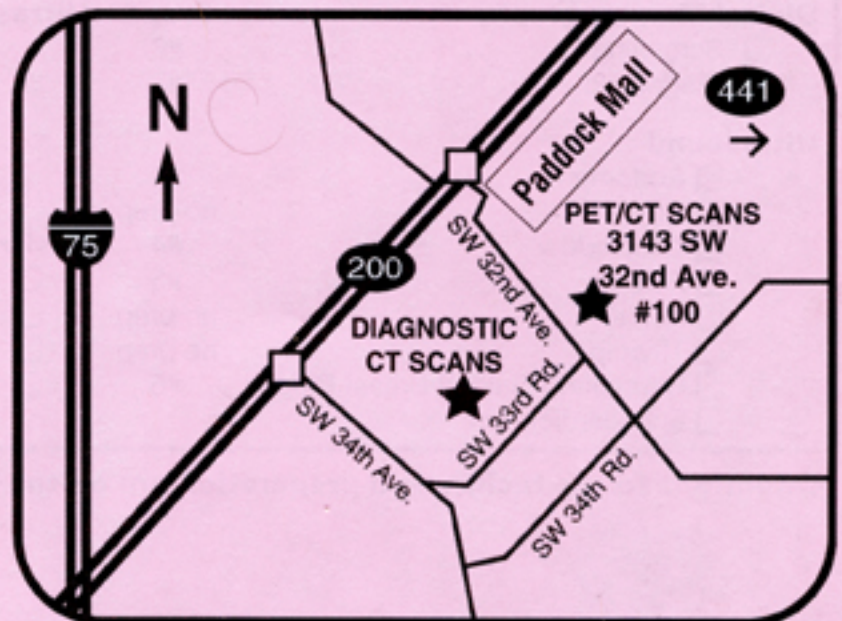 N
75
200
441
Paddock Mall
PET/CT SCANS
3143 SW
32nd Ave.
#100
SW 32nd Ave.
DIAGNOSTIC
CT SCANS
SW 33rd Rd.
SW 34th Ave.
SW 34th Rd.